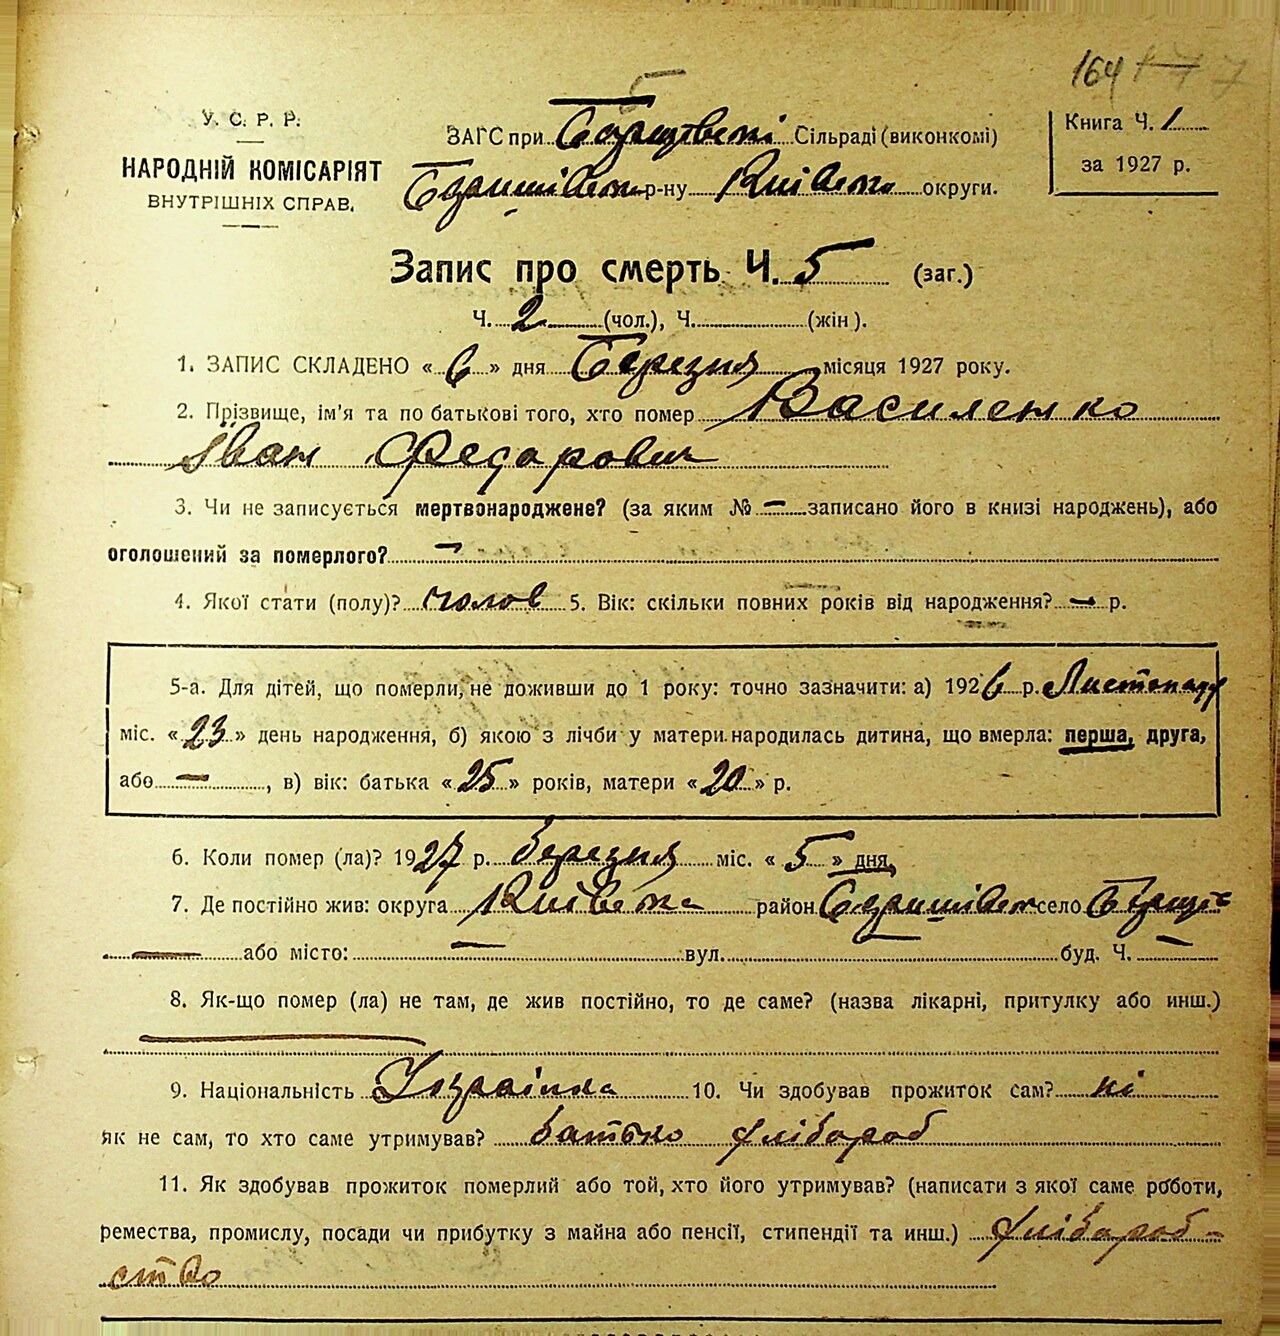 164
У. С. Р. Р.
НАРОДНІЙ КОМІСАРІЯТ
ВНУТРІШНІХ СПРАВ.
ЗАГС при Сільраді (виконкомі)
р-ну Київська округи.
Книга Ч. 1
за 1927 р.
Запис про смерть Ч. 5 (заг.)
Ч. 2 (чол.), Ч. (жін).
1. ЗАПИС СКЛАДЕНО « 6 » дня Березня місяця 1927 року.
2. Прізвище, ім'я та по батькові того, хто помер Василенко
Іван Федорович
3. Чи не записується мертвонароджене? (за яким № — записано його в книзі народжень), або
оголошений за померлого? —
4. Якої стати (полу)? чолов 5. Вік: скільки повних років від народження? — р.
5-а. Для дітей, що померли, не доживши до 1 року: точно зазначити: а) 1926 р. Листопаду
міс. « 23 » день народження, б) якою з лічби у матери народилась дитина, що вмерла: перша, друга,
або — , в) вік: батька « 25 » років, матери « 20 » р.
6. Коли помер (ла)? 1927 р. березня міс. « 5 » дня.
7. Де постійно жив: округа Київська район село
— або місто: — вул. — буд. Ч. —
8. Як-що помер (ла) не там, де жив постійно, то де саме? (назва лікарні, притулку або инш.)
9. Національність Українка 10. Чи здобував прожиток сам? ні
як не сам, то хто саме утримував? батько хлібороб
11. Як здобував прожиток померлий або той, хто його утримував? (написати з якої саме роботи,
ремества, промислу, посади чи прибутку з майна або пенсії, стипендії та инш.) хлібороб-
ство